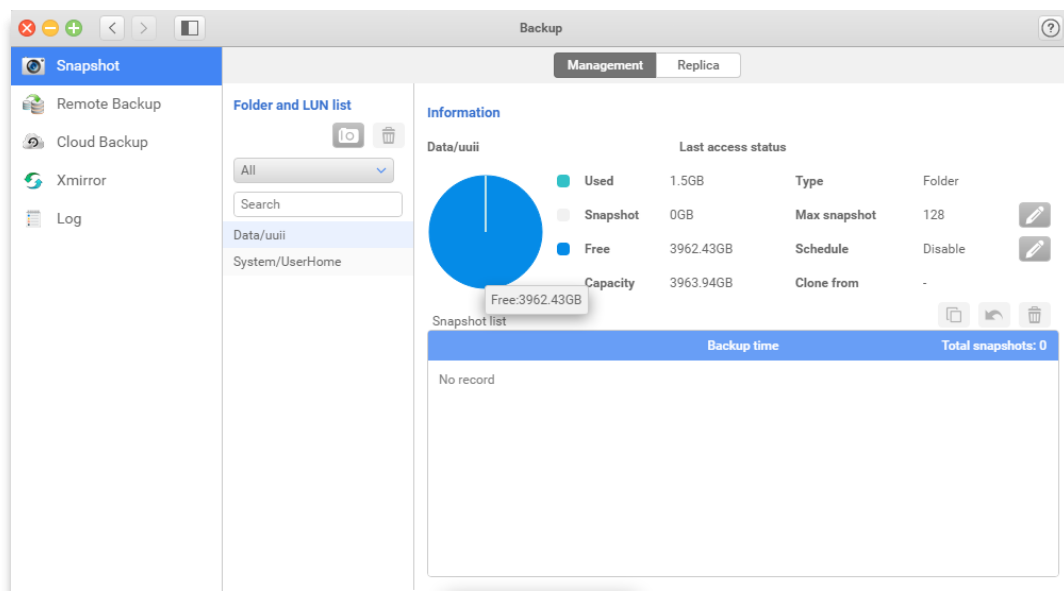 Backup
?
Snapshot
Remote Backup
Cloud Backup
Xmirror
Log
Folder and LUN list
All
Search
Data/uuii
System/UserHome
Management Replica
Information
Data/uuii Last access status
Used 1.5GB Type Folder
Snapshot 0GB Max snapshot 128
Free 3962.43GB Schedule Disable
Capacity 3963.94GB Clone from -
Free:3962.43GB
Snapshot list
Backup time Total snapshots: 0
No record